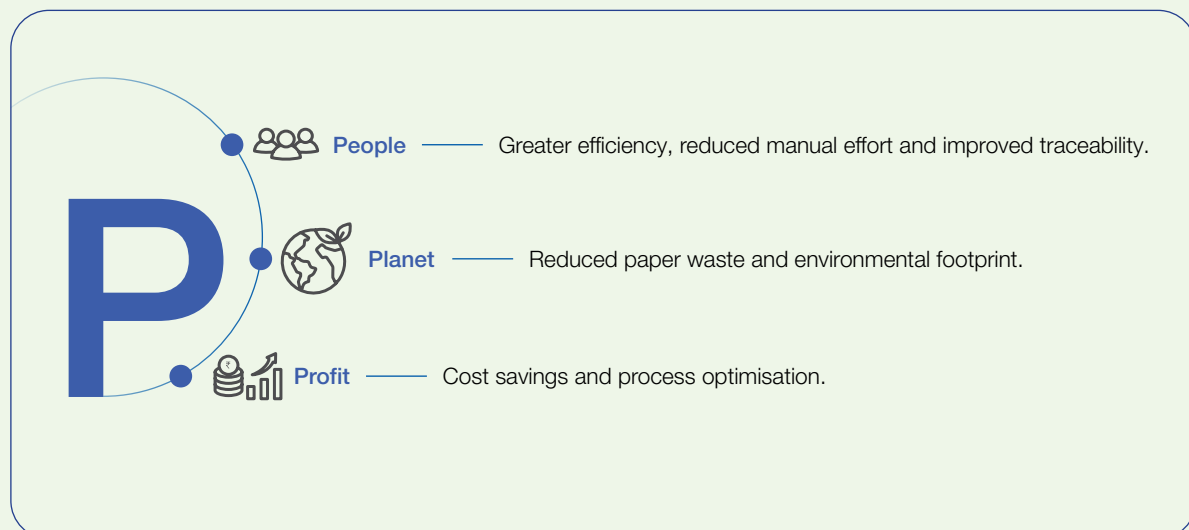 P
People
Greater efficiency, reduced manual effort and improved traceability.
Planet
Reduced paper waste and environmental footprint.
₹
Profit
Cost savings and process optimisation.